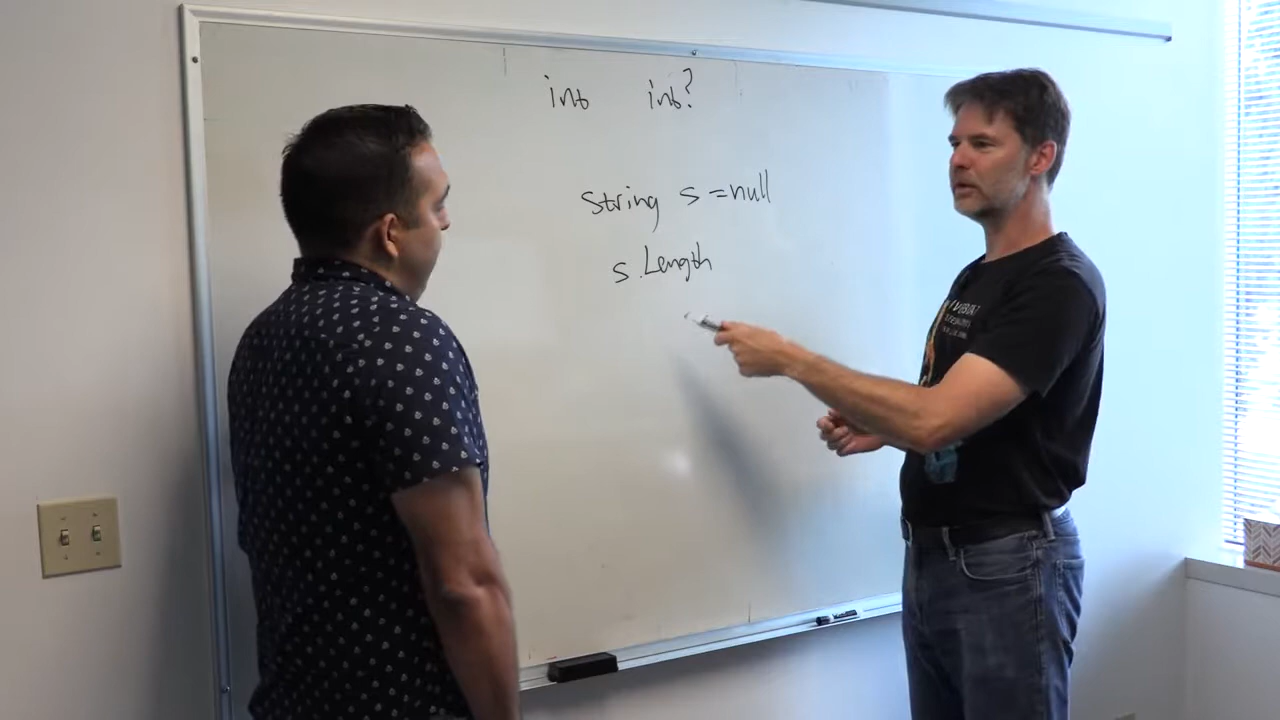 int int?
string s = null
s.Length